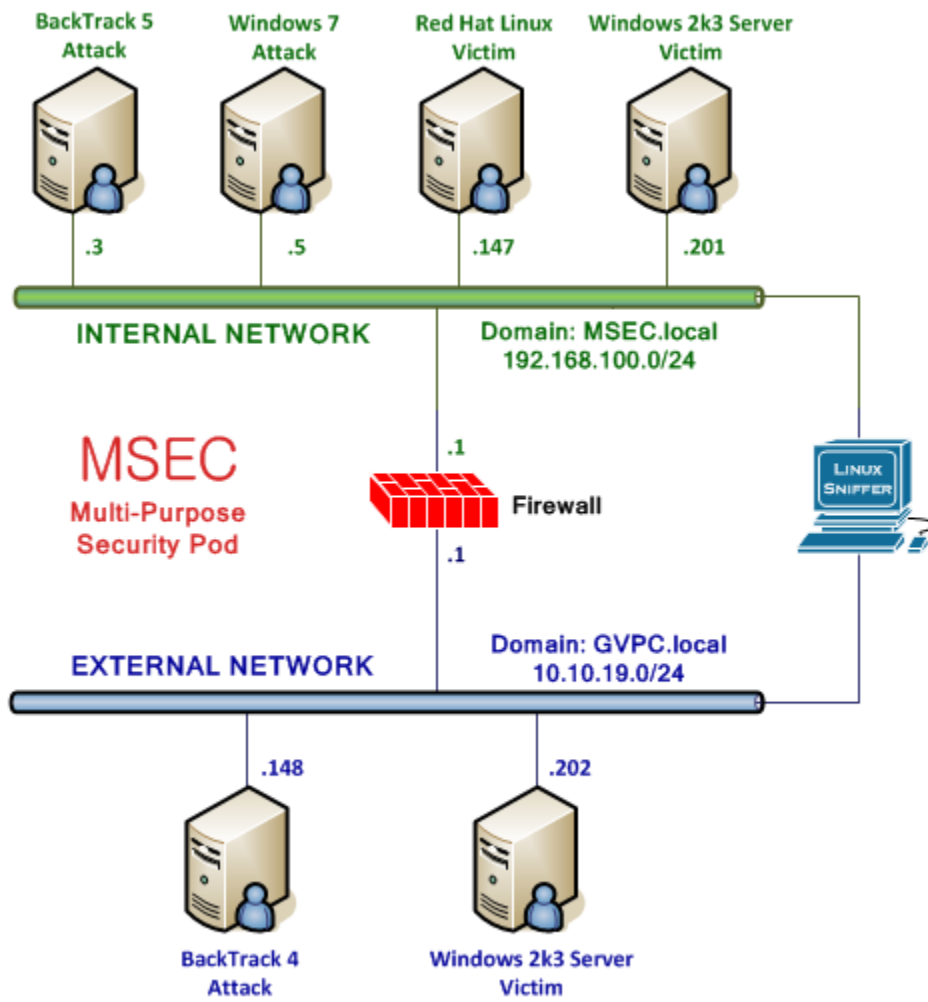 BackTrack 5
Attack
Windows 7
Attack
Red Hat Linux
Victim
Windows 2k3 Server
Victim
.3
.5
.147
.201
INTERNAL NETWORK
Domain: MSEC.local
192.168.100.0/24
MSEC
Multi-Purpose
Security Pod
.1
Firewall
.1
LINUX
SNIFFER
EXTERNAL NETWORK
Domain: GVPC.local
10.10.19.0/24
.148
.202
BackTrack 4
Attack
Windows 2k3 Server
Victim